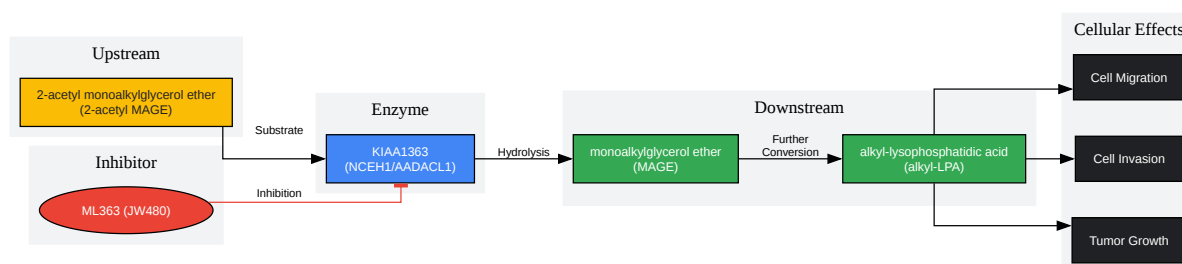 Upstream
2-acetyl monoalkylglycerol ether
(2-acetyl MAGE)
Substrate
Inhibitor
ML363 (JW480)
Inhibition
Enzyme
KIAA1363
(NCEH1/AADACL1)
Hydrolysis
Downstream
monoalkylglycerol ether
(MAGE)
Further
Conversion
alkyl-lysophosphatidic acid
(alkyl-LPA)
Cellular Effects
Cell Migration
Cell Invasion
Tumor Growth